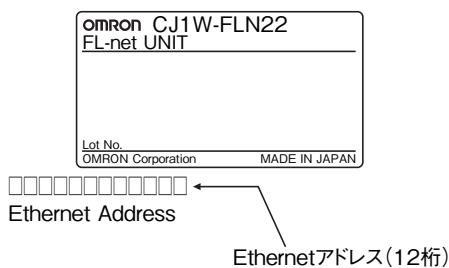 OMRON CJ1W-FLN22
FL-net UNIT
Lot No.
OMRON Corporation MADE IN JAPAN
□□□□□□□□□□□□
Ethernet Address
Ethernetアドレス(12桁)